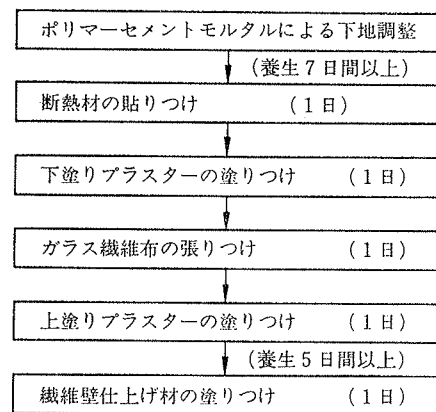 ポリマーセメントモルタルによる下地調整
(養生7日間以上)
断熱材の貼りつけ (1日)
下塗りプラスターの塗りつけ (1日)
ガラス繊維布の張りつけ (1日)
上塗りプラスターの塗りつけ (1日)
(養生5日間以上)
繊維壁仕上げ材の塗りつけ (1日)